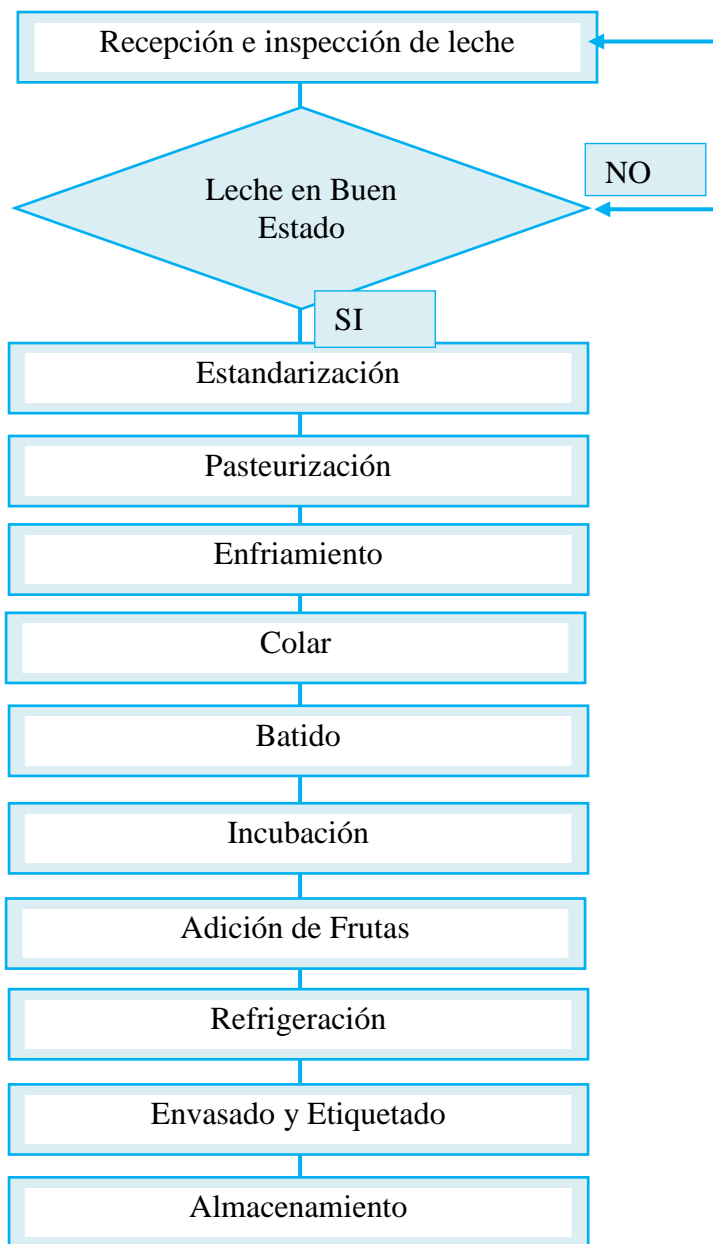 Recepción e inspección de leche
NO
Leche en Buen
Estado
SI
Estandarización
Pasteurización
Enfriamiento
Colar
Batido
Incubación
Adición de Frutas
Refrigeración
Envasado y Etiquetado
Almacenamiento